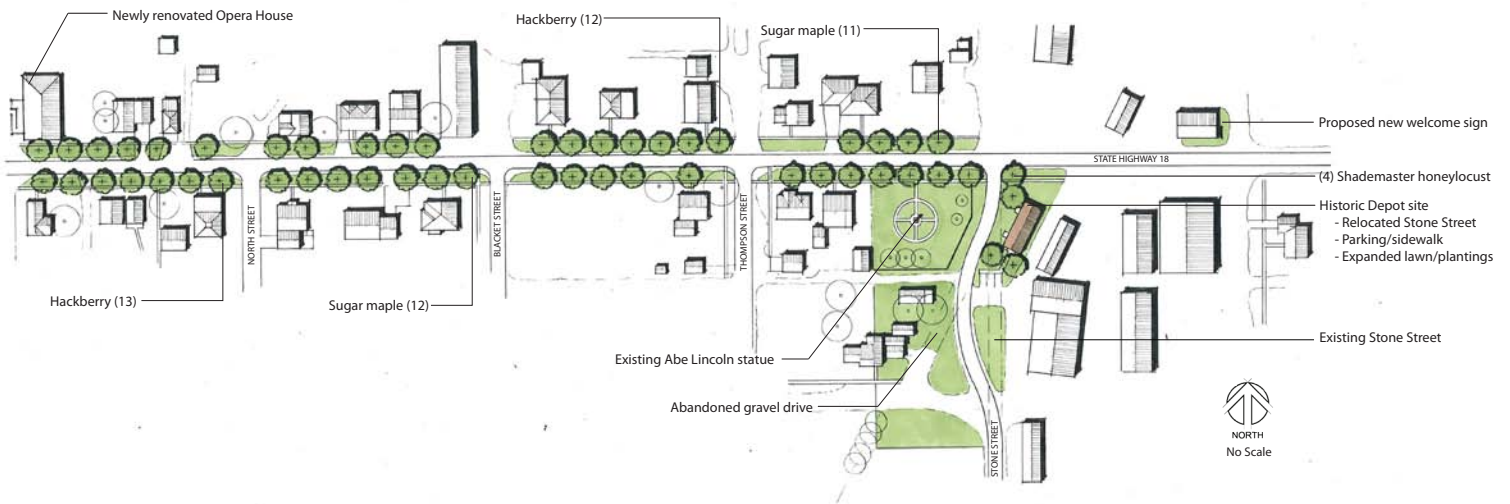 Newly renovated Opera House
Hackberry (12)
Sugar maple (11)
Proposed new welcome sign
STATE HIGHWAY 18
(4) Shademaster honeylocust
Historic Depot site
- Relocated Stone Street
- Parking/sidewalk
- Expanded lawn/plantings
NORTH STREET
BLACKET STREET
THOMPSON STREET
Hackberry (13)
Sugar maple (12)
Existing Abe Lincoln statue
Existing Stone Street
Abandoned gravel drive
STONE STREET
NORTH
No Scale